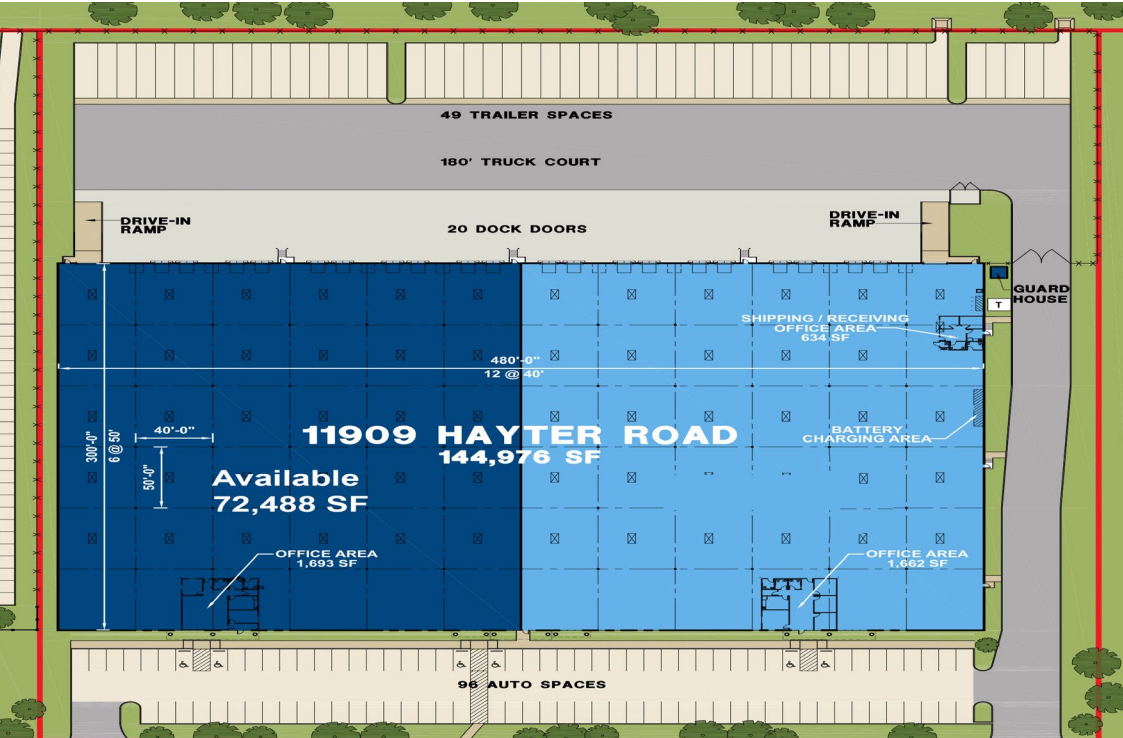 49 TRAILER SPACES
180' TRUCK COURT
DRIVE-IN
RAMP
20 DOCK DOORS
DRIVE-IN
RAMP
GUARD
HOUSE
T
SHIPPING / RECEIVING
OFFICE AREA
634 SF
480'-0"
12 @ 40'
300'-0"
6 @ 50'
40'-0"
50'-0"
11909 HAYTER ROAD
144,976 SF
BATTERY
CHARGING AREA
Available
72,488 SF
OFFICE AREA
1,693 SF
OFFICE AREA
1,662 SF
96 AUTO SPACES